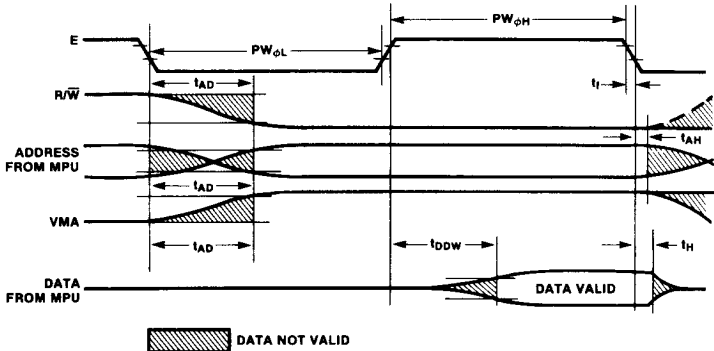 PWφH
E
PWφL
tAD
tf
R/W̅
tAH
ADDRESS
FROM MPU
tAD
VMA
tAD
tDDW
tH
DATA
FROM MPU
DATA VALID
DATA NOT VALID